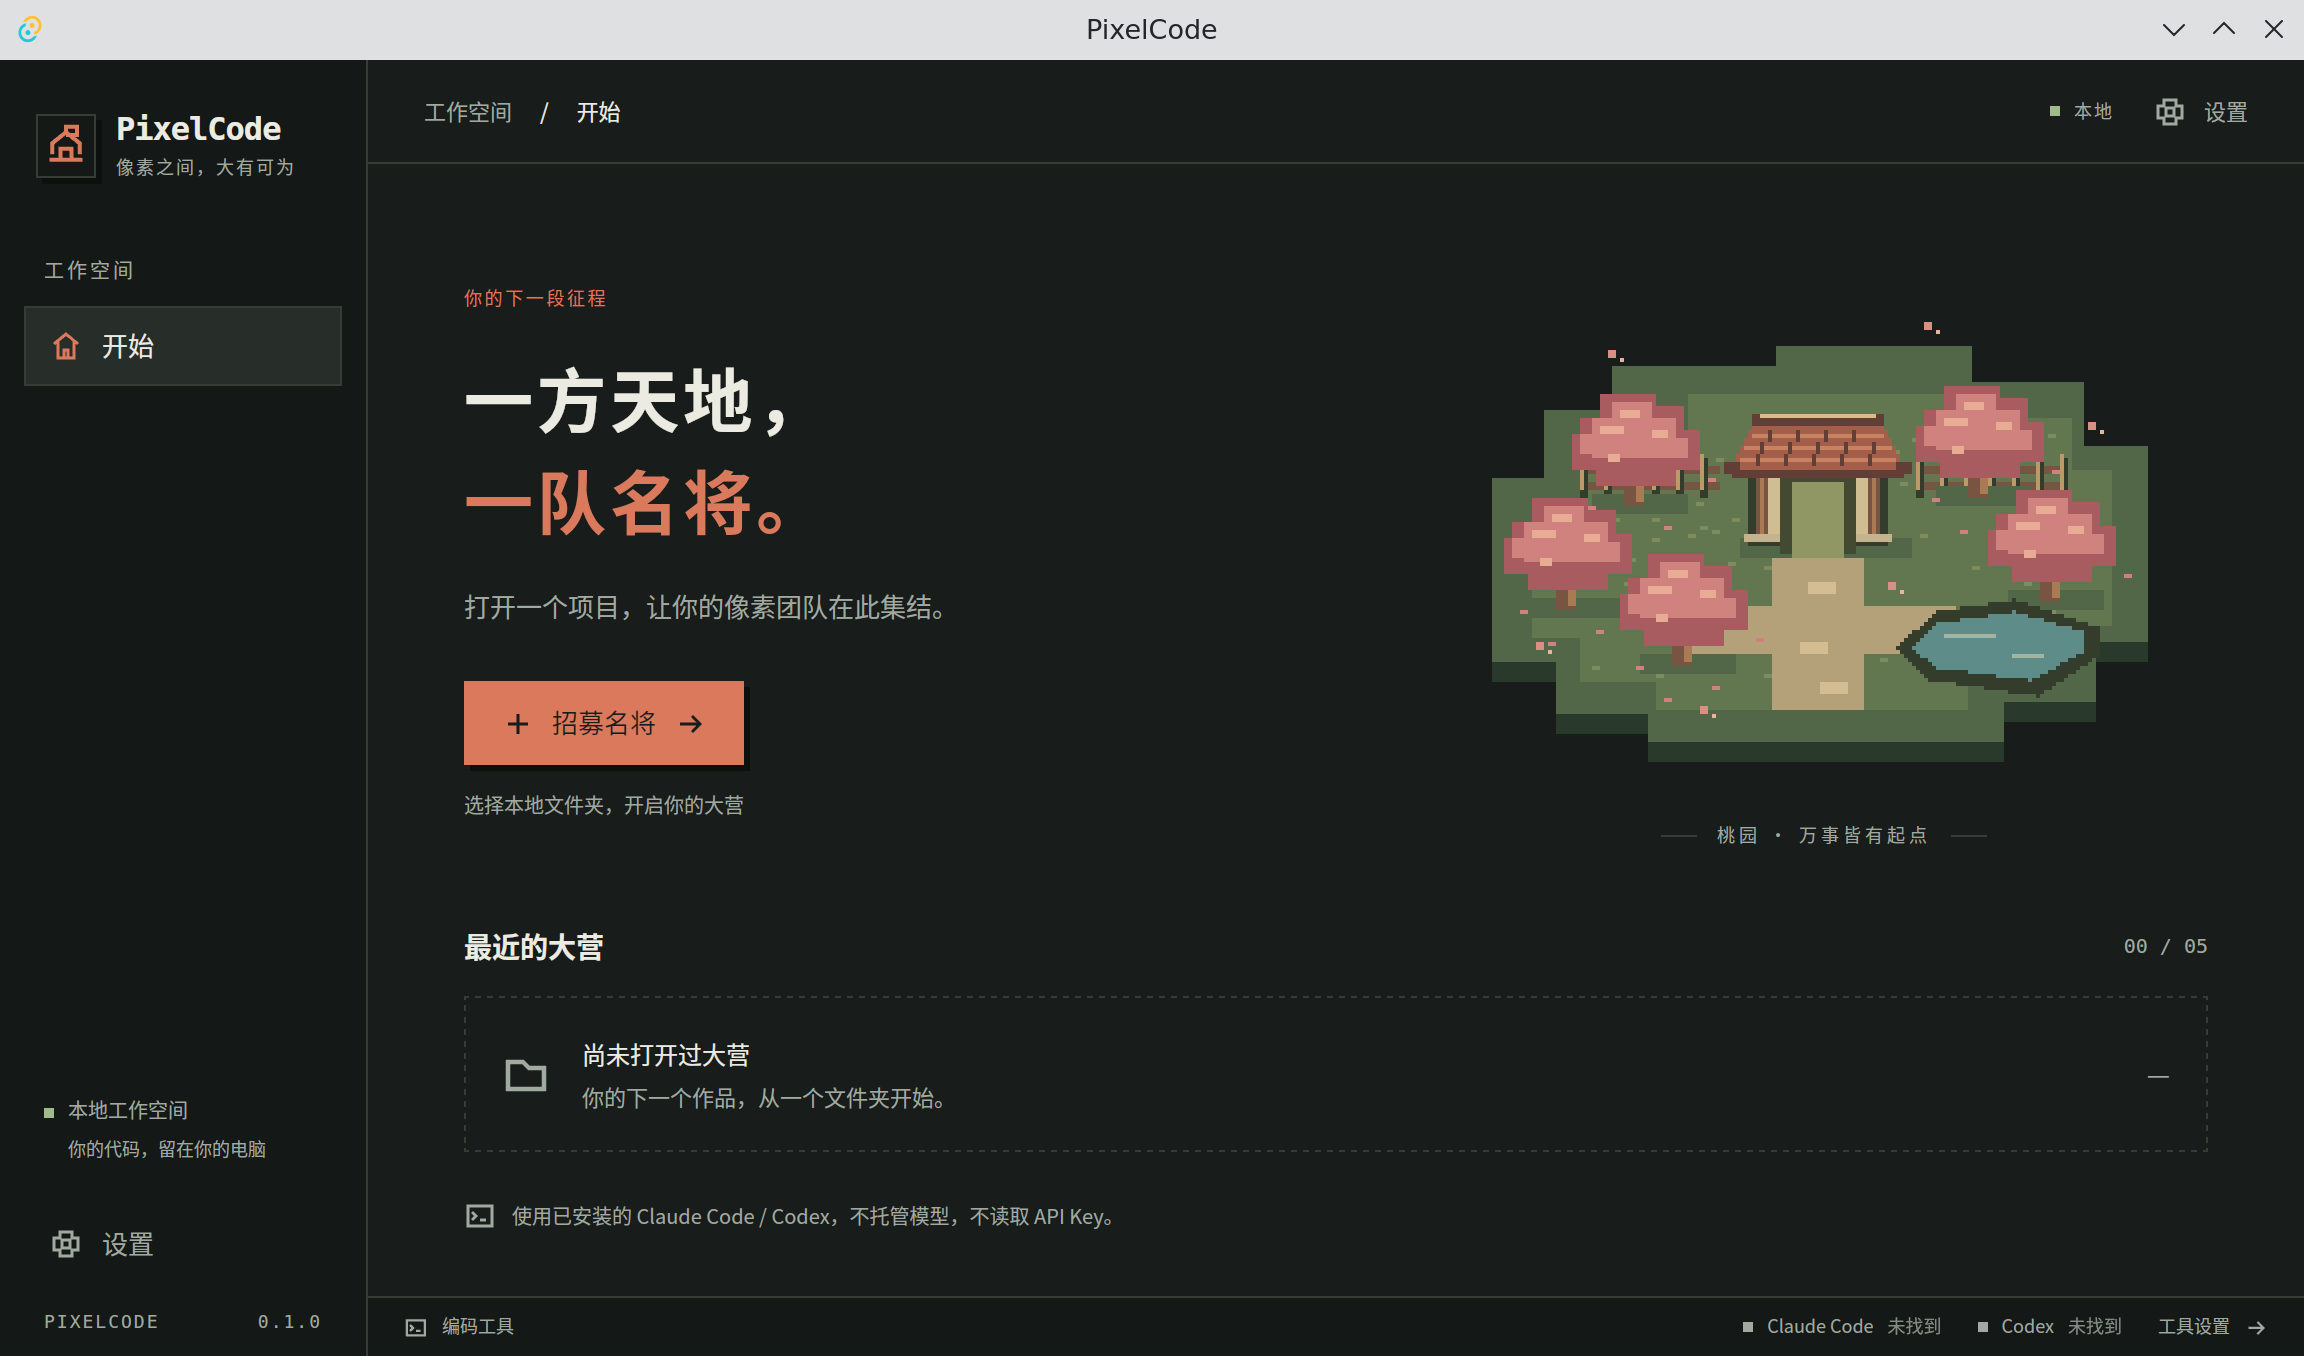 PixelCode
PixelCode
像素之间，大有可为
工作空间
开始
本地工作空间
你的代码，留在你的电脑
设置
PIXELCODE 0.1.0
工作空间 / 开始
本地 设置
你的下一段征程
一方天地，
一队名将。
打开一个项目，让你的像素团队在此集结。
+ 招募名将 →
选择本地文件夹，开启你的大营
桃园 · 万事皆有起点
最近的大营 00 / 05
尚未打开过大营
你的下一个作品，从一个文件夹开始。
—
使用已安装的 Claude Code / Codex，不托管模型，不读取 API Key。
编码工具 Claude Code 未找到 Codex 未找到 工具设置 →